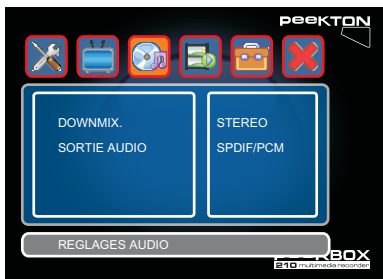 PEEKTON
DOWNMIX. STEREO
SORTIE AUDIO SPDIF/PCM
REGLAGES AUDIO
210 multimedia recorder